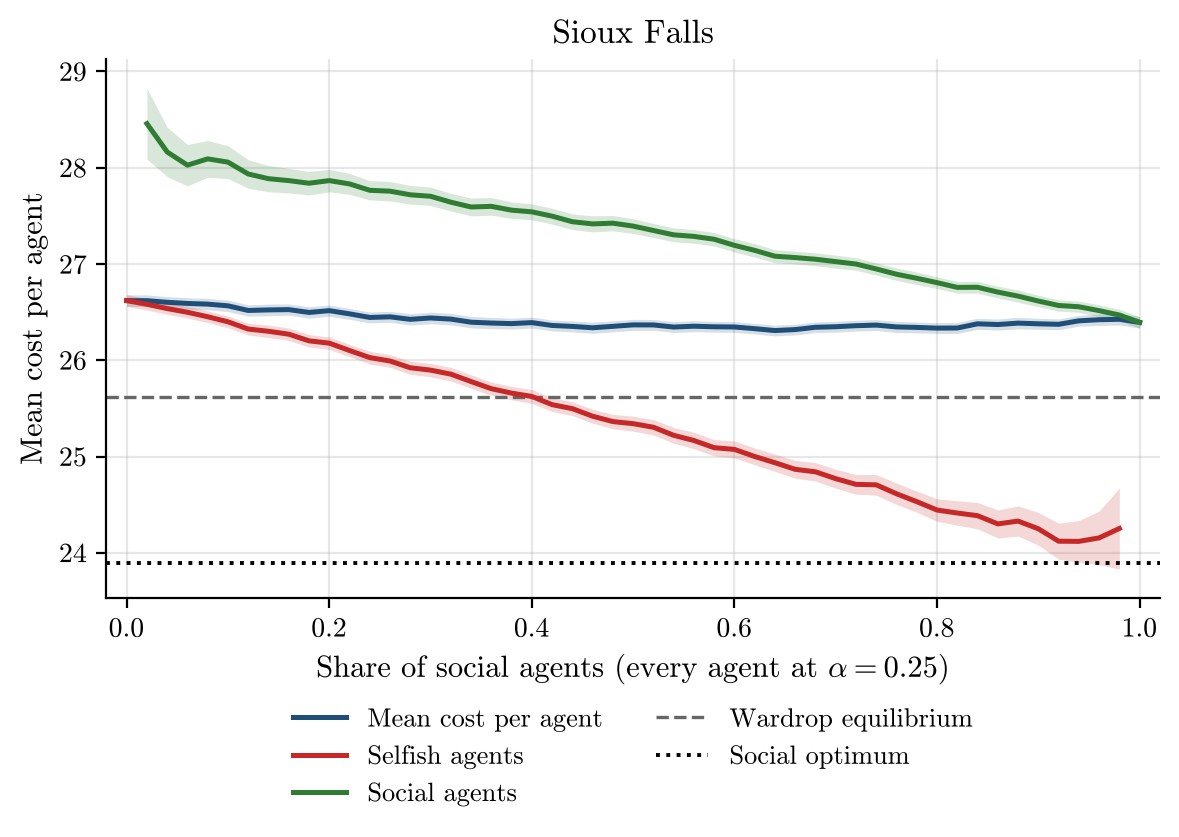 Sioux Falls
Mean cost per agent
29
28
27
26
25
24
0.0 0.2 0.4 0.6 0.8 1.0
Share of social agents (every agent at α = 0.25)
Mean cost per agent
Selfish agents
Social agents
Wardrop equilibrium
Social optimum